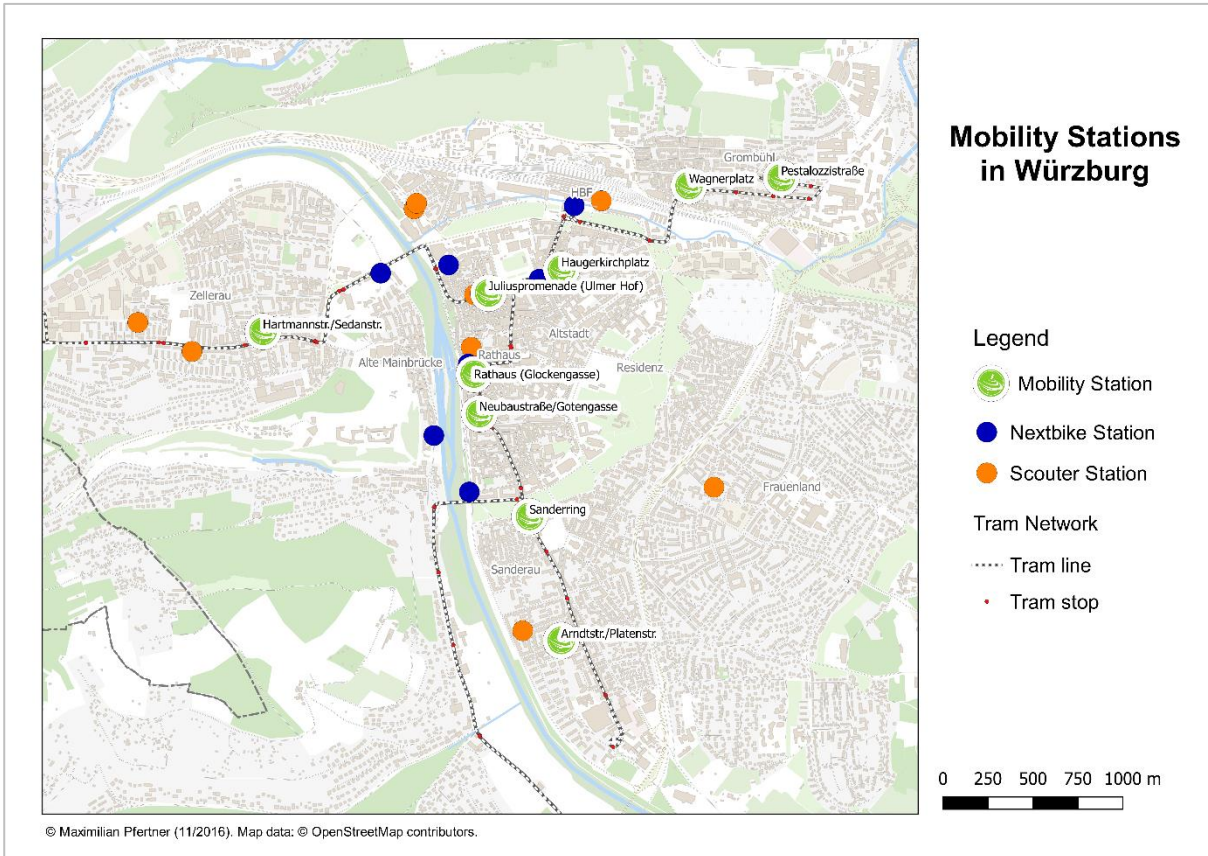 Mobility Stations
in Würzburg
Grombühl
Pestalozzistraße
Wagnerplatz
HBF
Haugerkirchplatz
Juliuspromenade (Ulmer Hof)
Zellerau
Hartmannstr./Sedanstr.
Altstadt
Alte Mainbrücke
Rathaus
Residenz
Rathaus (Glockengasse)
Neubaustraße/Gotengasse
Frauenland
Sanderring
Sanderau
Arndtstr./Platenstr.
Legend
Mobility Station
Nextbike Station
Scouter Station
Tram Network
Tram line
Tram stop
0 250 500 750 1000 m
© Maximilian Pfertner (11/2016). Map data: © OpenStreetMap contributors.